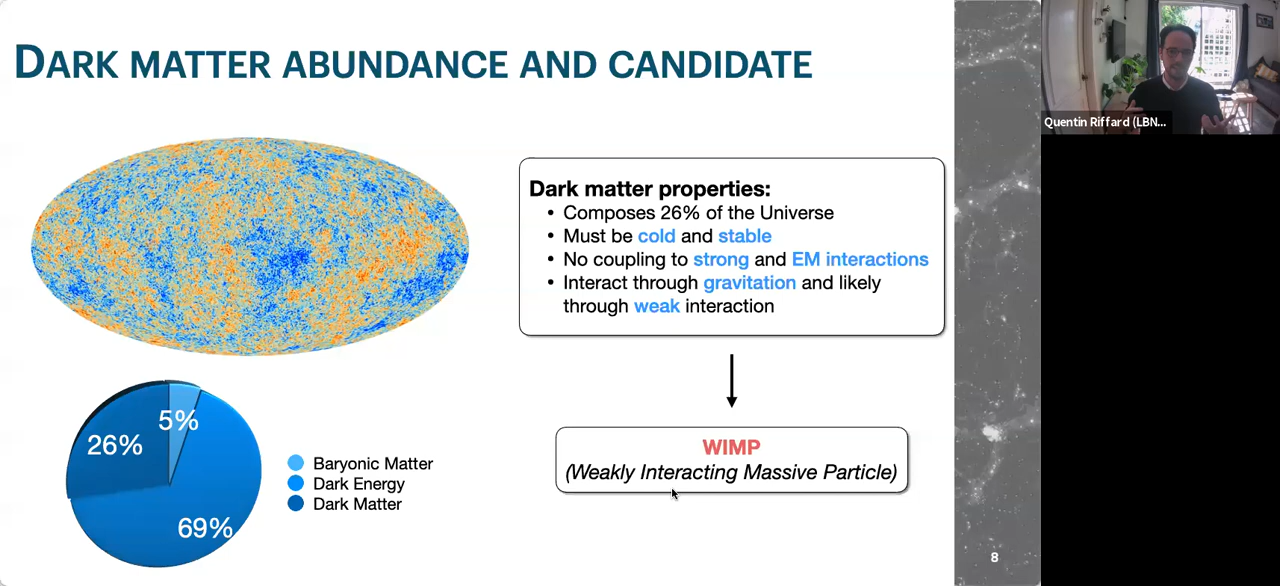 DARK MATTER ABUNDANCE AND CANDIDATE
Quentin Riffard (LBN...
Dark matter properties:
• Composes 26% of the Universe
• Must be cold and stable
• No coupling to strong and EM interactions
• Interact through gravitation and likely
through weak interaction
WIMP
(Weakly Interacting Massive Particle)
5%
26%
69%
Baryonic Matter
Dark Energy
Dark Matter
8